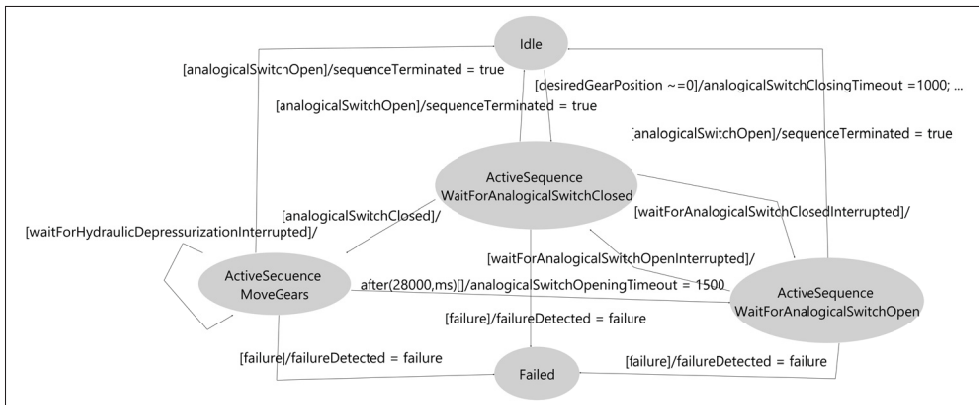 Idle
[analogicalSwitchOpen]/sequenceTerminated = true
[desiredGearPosition ~=0]/analogicalSwitchClosingTimeout =1000; ...
[analogicalSwitchOpen]/sequenceTerminated = true
[analogicalSwitchOpen]/sequenceTerminated = true
ActiveSequence
WaitForAnalogicalSwitchClosed
[analogicalSwitchClosed]/
[waitForAnalogicalSwitchClosedInterrupted]/
[waitForHydraulicDepressurizationInterrupted]/
[waitForAnalogicalSwitchOpenInterrupted]/
ActiveSecuence
MoveGears
after(28000,ms)[]/analogicalSwitchOpeningTimeout = 1500
ActiveSequence
WaitForAnalogicalSwitchOpen
[failure]/failureDetected = failure
[failure]/failureDetected = failure
[failure]/failureDetected = failure
Failed